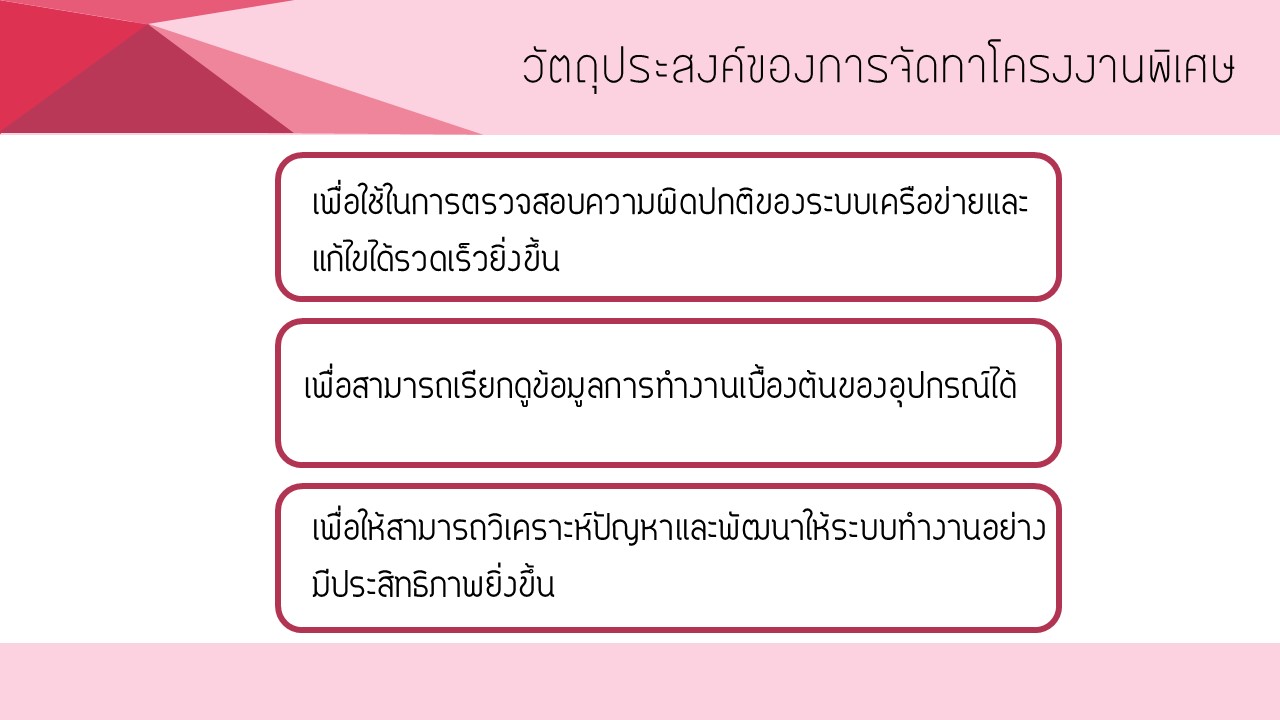 วัตถุประสงค์ของการจัดทาโครงงานพิเศษ
เพื่อใช้ในการตรวจสอบความผิดปกติของระบบเครือข่ายและ
แก้ไขได้รวดเร็วยิ่งขึ้น
เพื่อสามารถเรียกดูข้อมูลการทำงานเบื้องต้นของอุปกรณ์ได้
เพื่อให้สามารถวิเคราะห์ปัญหาและพัฒนาให้ระบบทำงานอย่าง
มีประสิทธิภาพยิ่งขึ้น